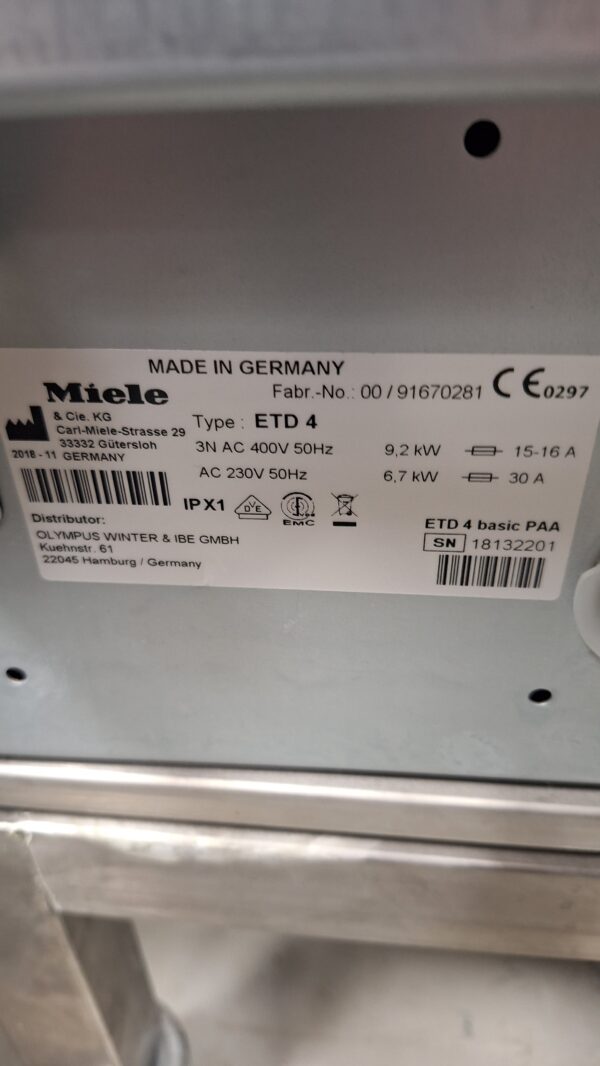 MADE IN GERMANY
Miele
& Cie. KG
Carl-Miele-Strasse 29
33332 Gütersloh
2018-11 GERMANY
Fabr.-No.: 00 / 91670281 CE0297
Type : ETD 4
3N AC 400V 50Hz 9,2 kW 15-16 A
AC 230V 50Hz 6,7 kW 30 A
IPX1 DVE EMC
Distributor:
OLYMPUS WINTER & IBE GMBH
Kuehnstr. 61
22045 Hamburg / Germany
ETD 4 basic PAA
SN 18132201